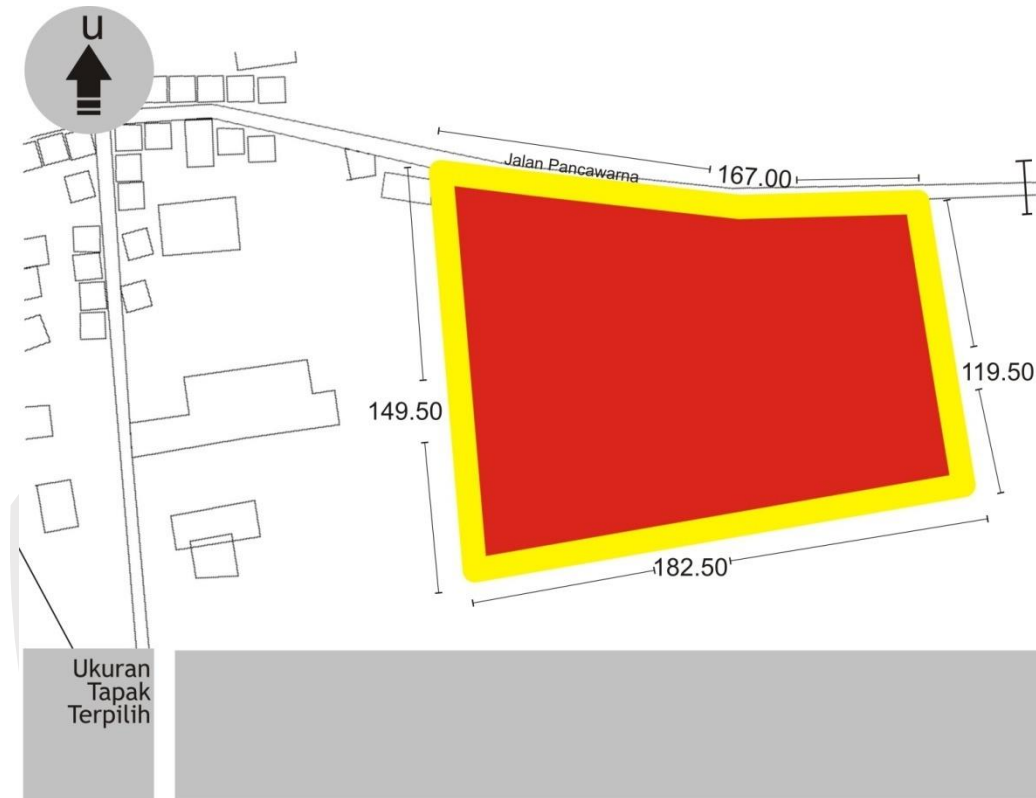 u
Jalan Pancawarna
167.00
119.50
149.50
182.50
Ukuran
Tapak
Terpilih